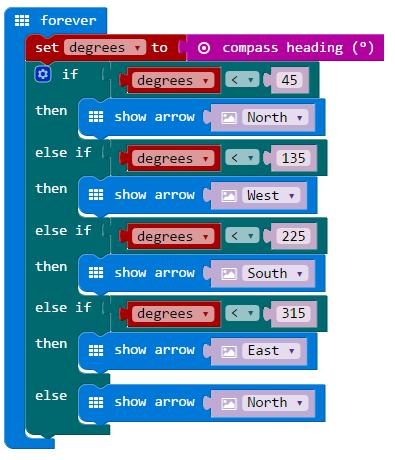 forever
set degrees to compass heading (º)
if degrees < 45
then show arrow North
else if degrees < 135
then show arrow West
else if degrees < 225
then show arrow South
else if degrees < 315
then show arrow East
else show arrow North